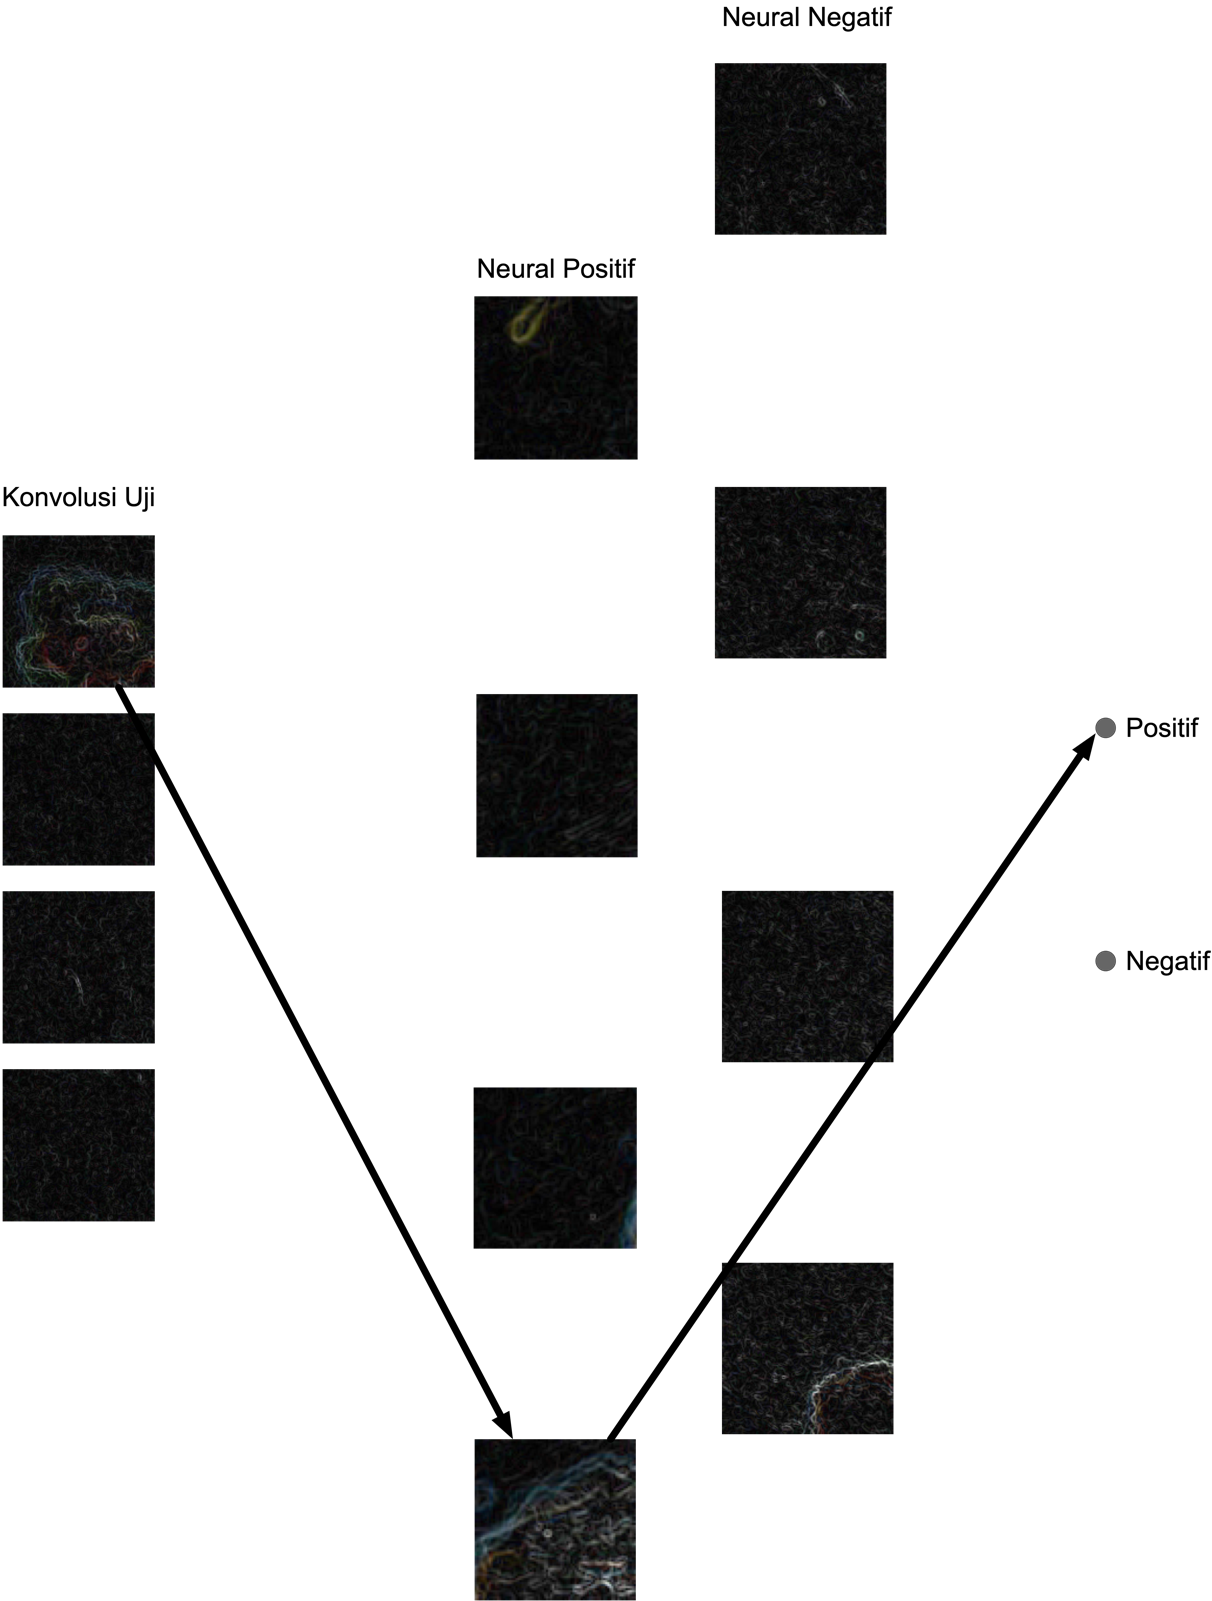 Neural Negatif
Neural Positif
Konvolusi Uji
Positif
Negatif